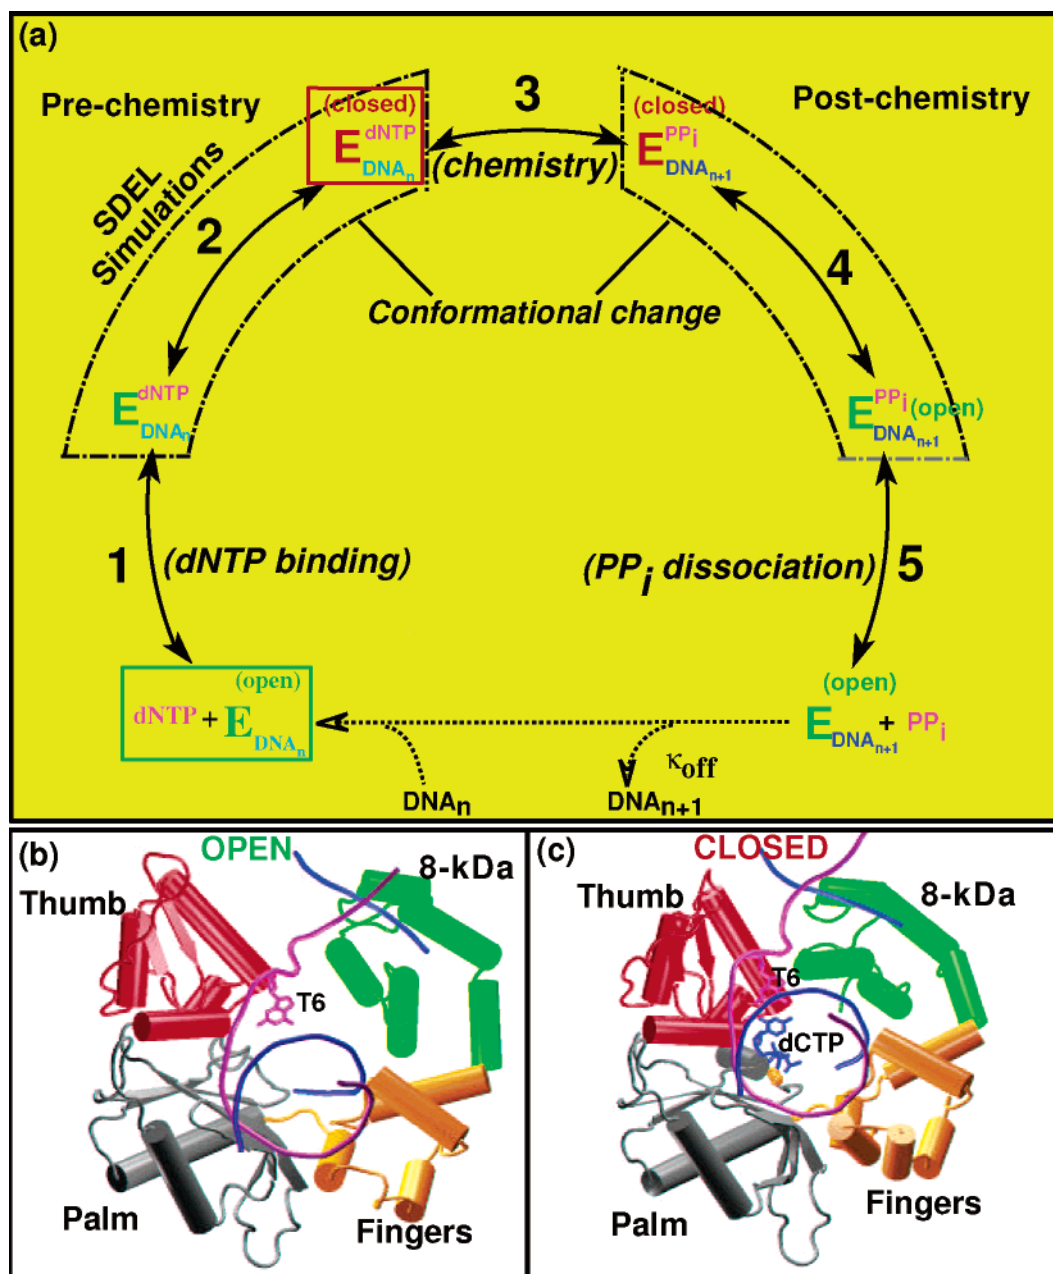 (a)
Pre-chemistry
Post-chemistry
SDEL
Simulations
(closed)
E dNTP DNAn
3
(chemistry)
(closed)
E PPi DNAn+1
2
4
Conformational change
E dNTP DNAn
E PPi DNAn+1 (open)
1
(dNTP binding)
(PPi dissociation)
5
(open)
dNTP + E DNAn
(open)
E DNAn+1 + PPi
κoff
DNAn
DNAn+1
(b)
OPEN
8-kDa
Thumb
T6
Palm
Fingers
(c)
CLOSED
8-kDa
Thumb
T6
dCTP
Palm
Fingers